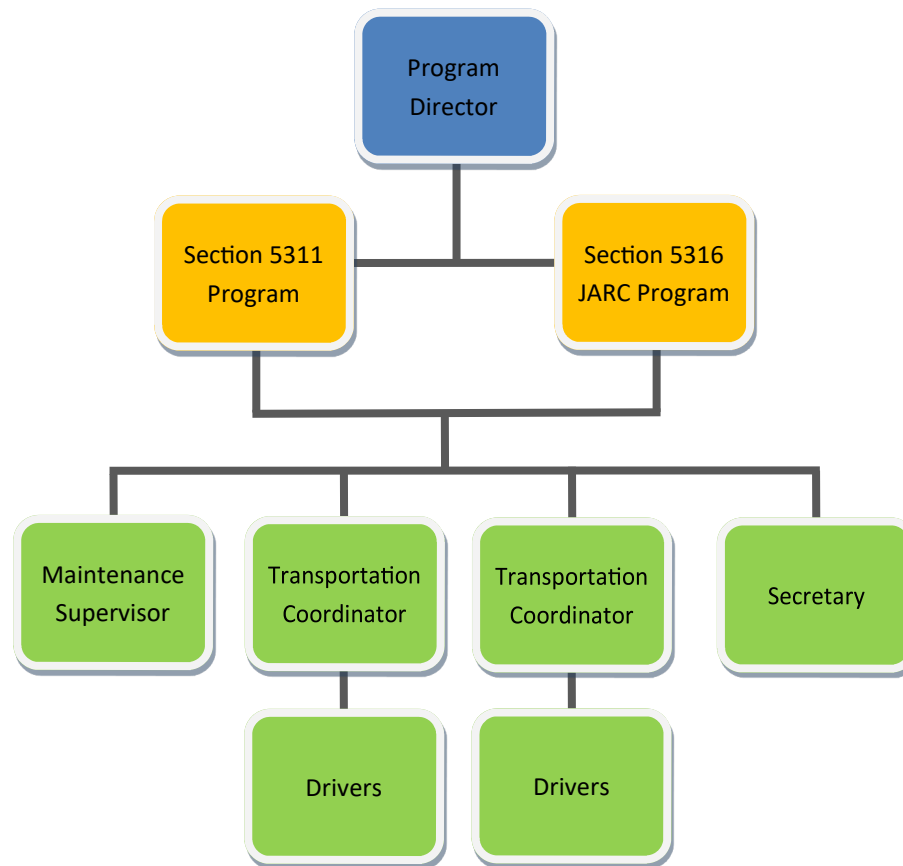 Program
Director
Section 5311
Program
Section 5316
JARC Program
Maintenance
Supervisor
Transportation
Coordinator
Transportation
Coordinator
Secretary
Drivers
Drivers